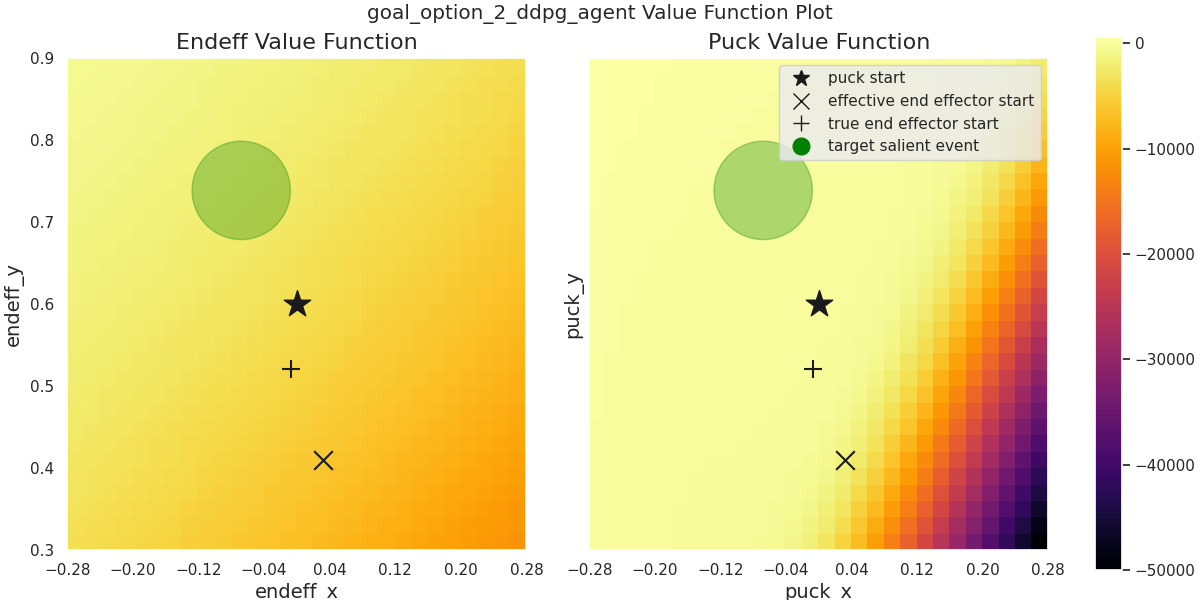 goal_option_2_ddpg_agent Value Function Plot
Endeff Value Function
Puck Value Function
puck start
effective end effector start
true end effector start
target salient event
0.9
0.8
0.7
0.6
0.5
0.4
0.3
endeff_y
puck_y
0
−10000
−20000
−30000
−40000
−50000
−0.28 −0.20 −0.12 −0.04 0.04 0.12 0.20 0.28
−0.28 −0.20 −0.12 −0.04 0.04 0.12 0.20 0.28
endeff_x
puck_x